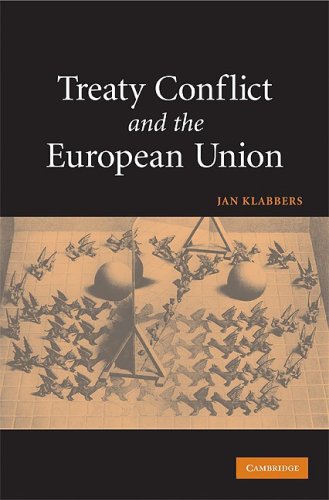 Treaty Conflict
and the
European Union
JAN KLABBERS
CAMBRIDGE